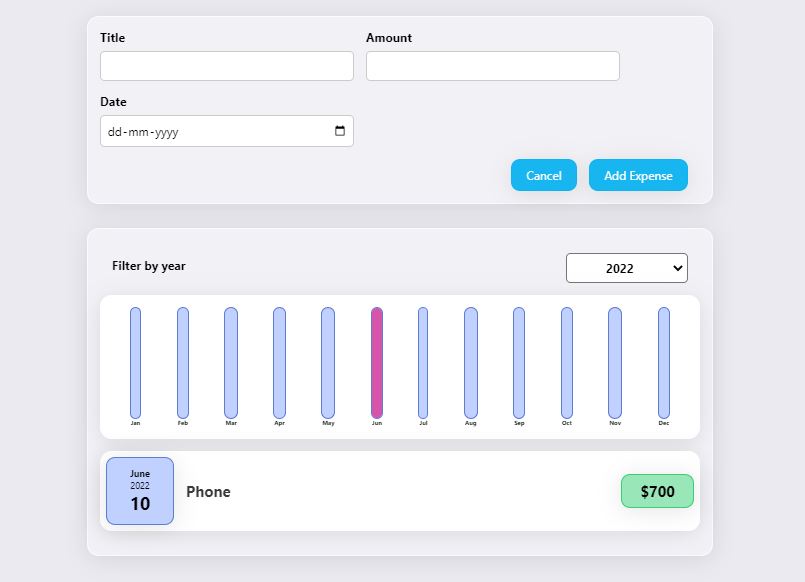 Title Amount
Date
dd-mm-yyyy
Cancel Add Expense
Filter by year 2022
Jan Feb Mar Apr May Jun Jul Aug Sep Oct Nov Dec
June
2022
10
Phone
$700